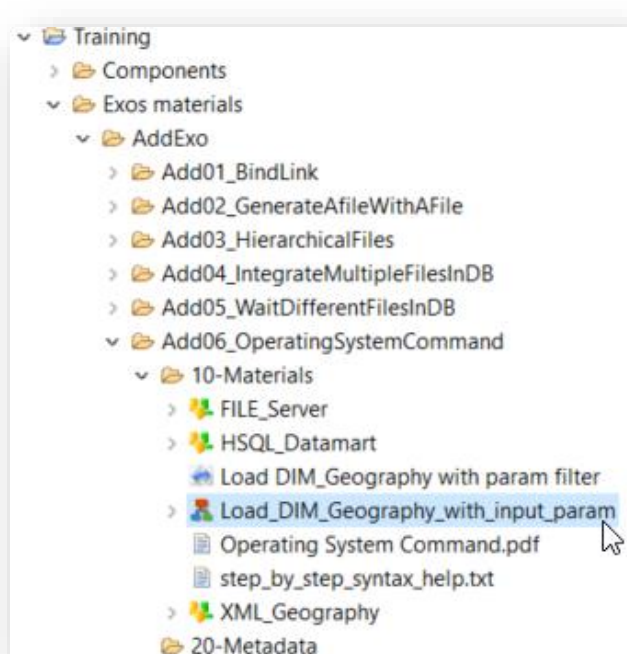 Training
Components
Exos materials
AddExo
Add01_BindLink
Add02_GenerateAfileWithAFile
Add03_HierarchicalFiles
Add04_IntegrateMultipleFilesInDB
Add05_WaitDifferentFilesInDB
Add06_OperatingSystemCommand
10-Materials
FILE_Server
HSQL_Datamart
Load DIM_Geography with param filter
Load_DIM_Geography_with_input_param
Operating System Command.pdf
step_by_step_syntax_help.txt
XML_Geography
20-Metadata